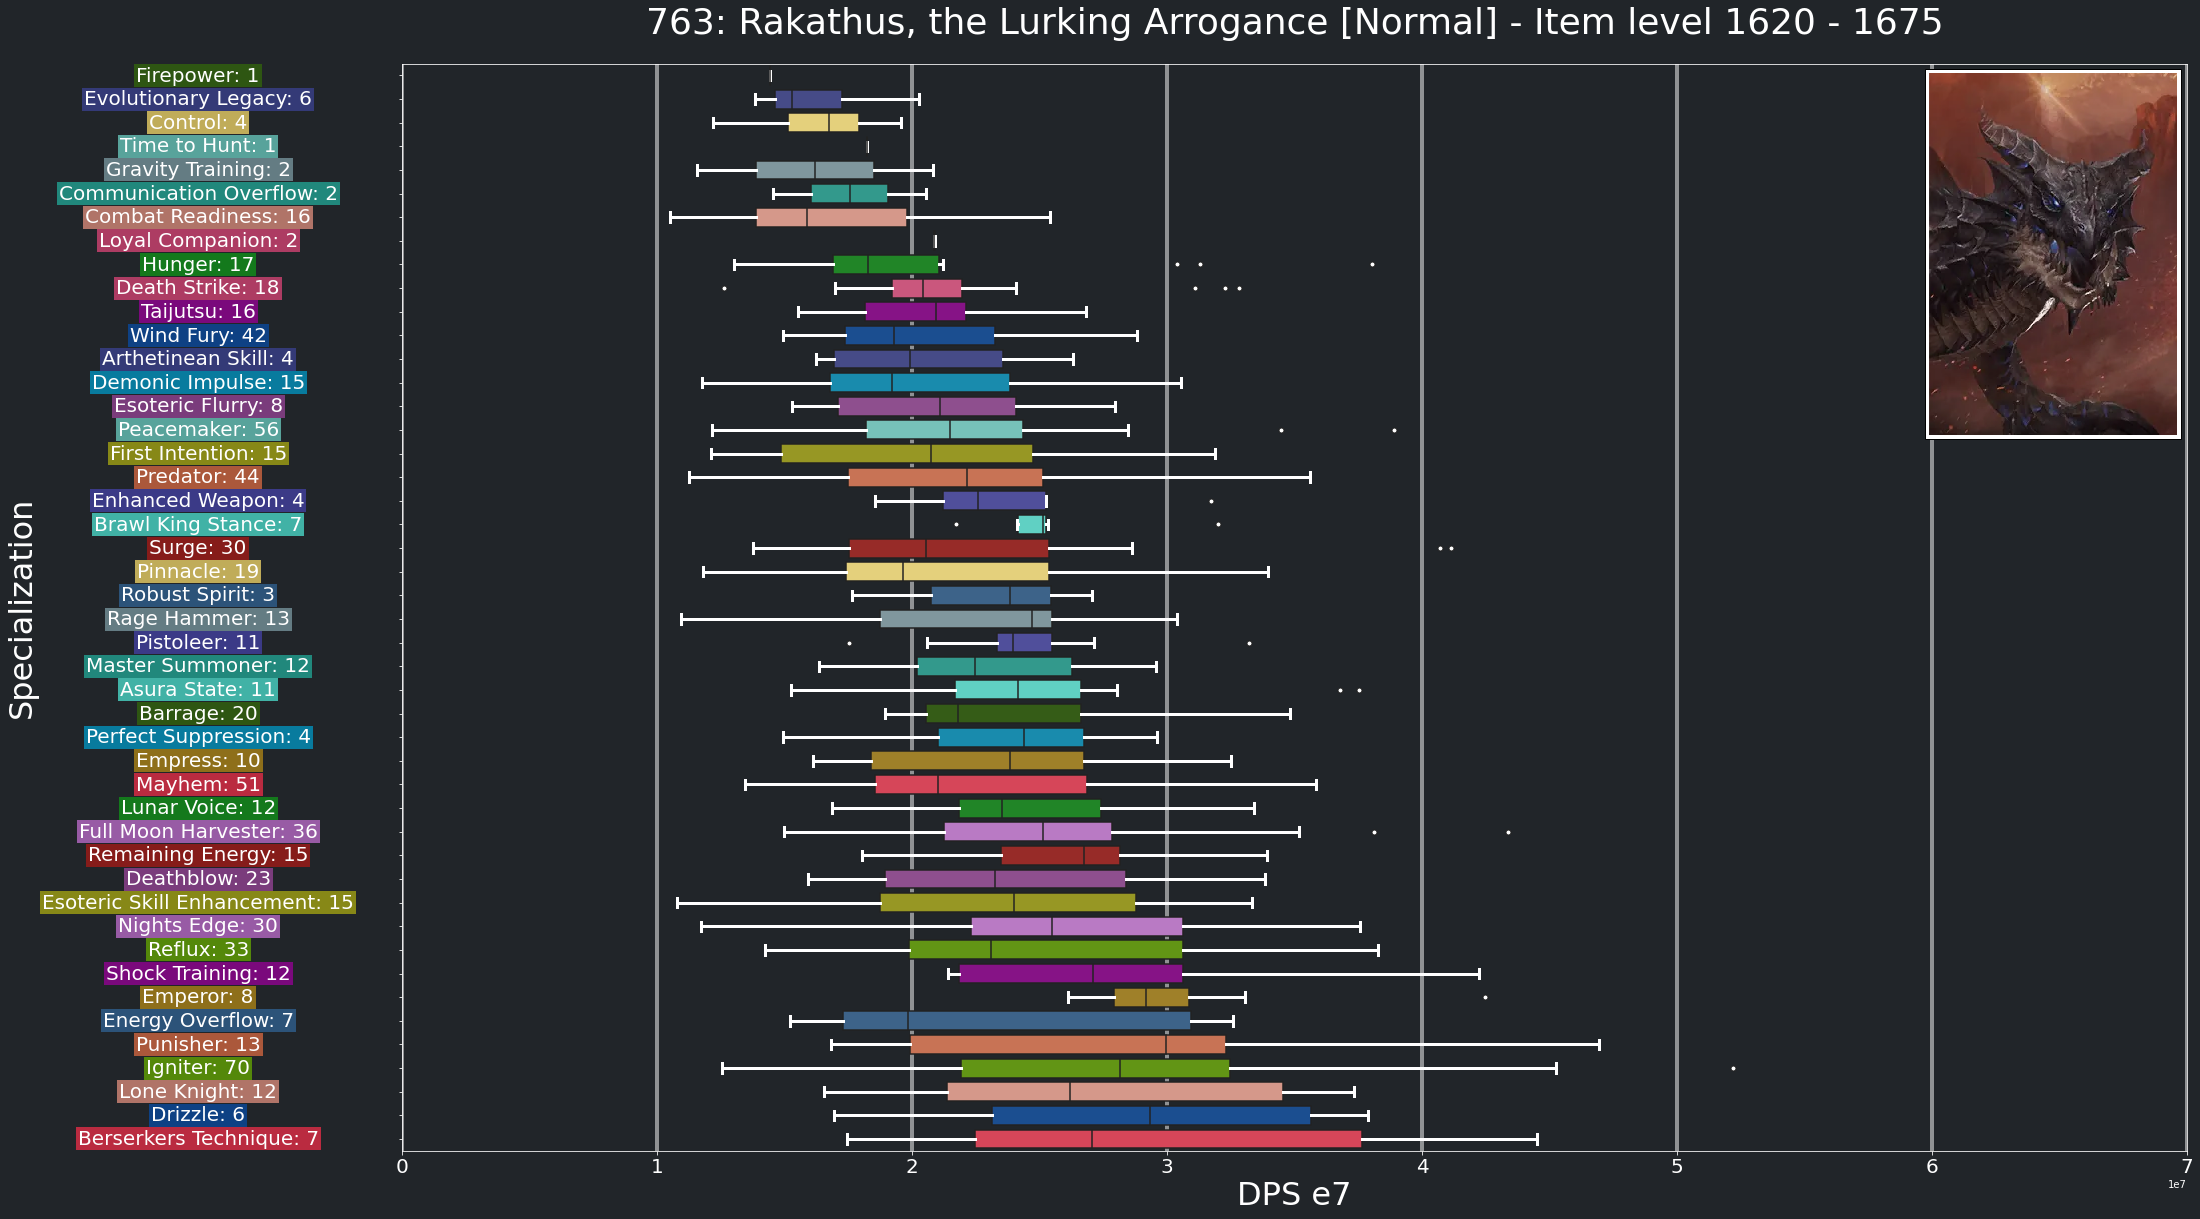 763: Rakathus, the Lurking Arrogance [Normal] - Item level 1620 - 1675
Specialization
Firepower: 1
Evolutionary Legacy: 6
Control: 4
Time to Hunt: 1
Gravity Training: 2
Communication Overflow: 2
Combat Readiness: 16
Loyal Companion: 2
Hunger: 17
Death Strike: 18
Taijutsu: 16
Wind Fury: 42
Arthetinean Skill: 4
Demonic Impulse: 15
Esoteric Flurry: 8
Peacemaker: 56
First Intention: 15
Predator: 44
Enhanced Weapon: 4
Brawl King Stance: 7
Surge: 30
Pinnacle: 19
Robust Spirit: 3
Rage Hammer: 13
Pistoleer: 11
Master Summoner: 12
Asura State: 11
Barrage: 20
Perfect Suppression: 4
Empress: 10
Mayhem: 51
Lunar Voice: 12
Full Moon Harvester: 36
Remaining Energy: 15
Deathblow: 23
Esoteric Skill Enhancement: 15
Nights Edge: 30
Reflux: 33
Shock Training: 12
Emperor: 8
Energy Overflow: 7
Punisher: 13
Igniter: 70
Lone Knight: 12
Drizzle: 6
Berserkers Technique: 7
0 1 2 3 4 5 6 7
1e7
DPS e7